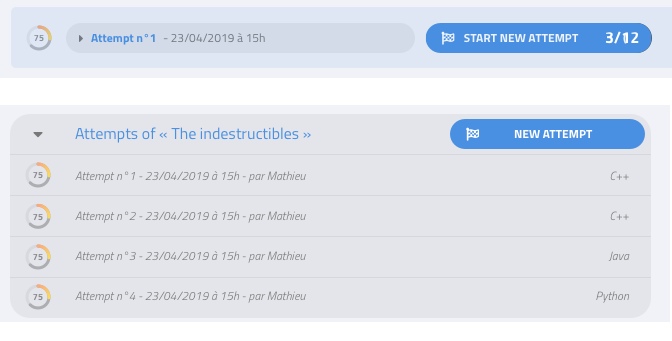 75 Attempt n°1 - 23/04/2019 à 15h START NEW ATTEMPT 3/12
Attempts of « The indestructibles » NEW ATTEMPT
75 Attempt n°1 - 23/04/2019 à 15h - par Mathieu C++
75 Attempt n°2 - 23/04/2019 à 15h - par Mathieu C++
75 Attempt n°3 - 23/04/2019 à 15h - par Mathieu Java
75 Attempt n°4 - 23/04/2019 à 15h - par Mathieu Python